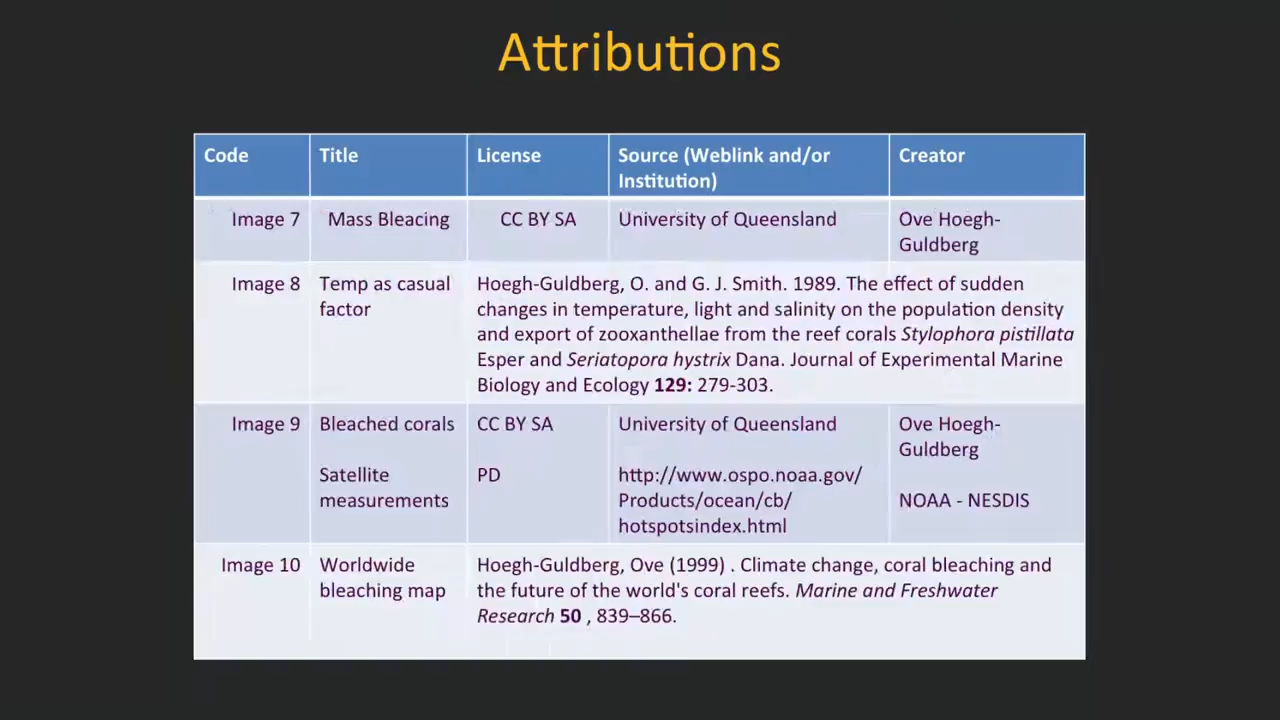 Attributions
Code Title License Source (Weblink and/or
Institution) Creator
Image 7 Mass Bleacing CC BY SA University of Queensland Ove Hoegh-
Guldberg
Image 8 Temp as casual
factor
Hoegh-Guldberg, O. and G. J. Smith. 1989. The effect of sudden
changes in temperature, light and salinity on the population density
and export of zooxanthellae from the reef corals Stylophora pistillata
Esper and Seriatopora hystrix Dana. Journal of Experimental Marine
Biology and Ecology 129: 279-303.
Image 9 Bleached corals CC BY SA University of Queensland Ove Hoegh-
Guldberg
Satellite PD http://www.ospo.noaa.gov/
measurements Products/ocean/cb/ NOAA - NESDIS
hotspotsindex.html
Image 10 Worldwide
bleaching map
Hoegh-Guldberg, Ove (1999) . Climate change, coral bleaching and
the future of the world's coral reefs. Marine and Freshwater
Research 50 , 839–866.